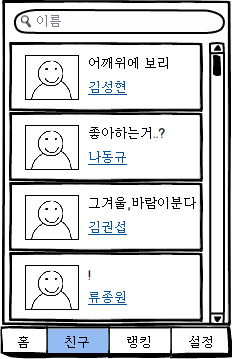 이름
어깨위에 보리
김성현
좋아하는거..?
나동규
그겨울,바람이분다
김권섭
!
류종원
홈 친구 랭킹 설정